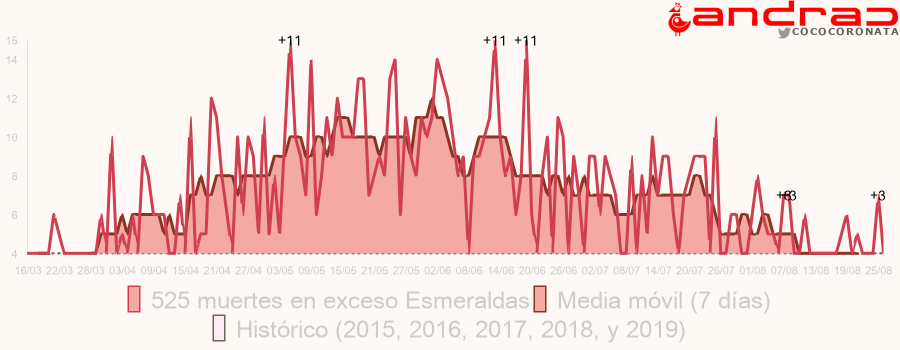 andrac
COCOCORONATA
+11 +11 +11
15
14
12
10
8
6
4
+3 +3
16/03 22/03 28/03 03/04 09/04 15/04 21/04 27/04 03/05 09/05 15/05 21/05 27/05 02/06 08/06 14/06 20/06 26/06 02/07 08/07 14/07 20/07 26/07 01/08 07/08 13/08 19/08 25/08
525 muertes en exceso Esmeraldas Media móvil (7 días)
Histórico (2015, 2016, 2017, 2018, y 2019)